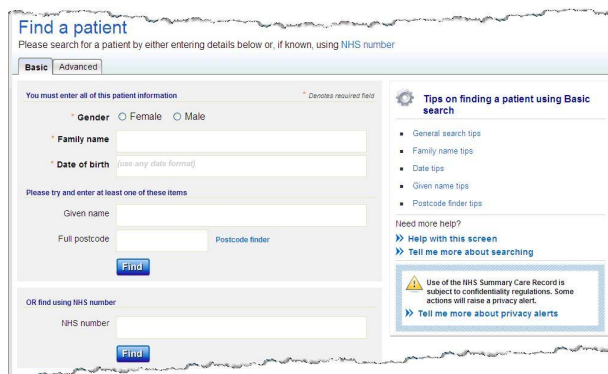 Find a patient
Please search for a patient by either entering details below or, if known, using NHS number
Basic Advanced
You must enter all of this patient information * Denotes required field
* Gender Female Male
* Family name
* Date of birth (use any date format)
Please try and enter at least one of these items
Given name
Full postcode Postcode finder
Find
OR find using NHS number
NHS number
Find
Tips on finding a patient using Basic
search
General search tips
Family name tips
Date tips
Given name tips
Postcode finder tips
Need more help?
Help with this screen
Tell me more about searching
Use of the NHS Summary Care Record is
subject to confidentiality regulations. Some
actions will raise a privacy alert.
Tell me more about privacy alerts